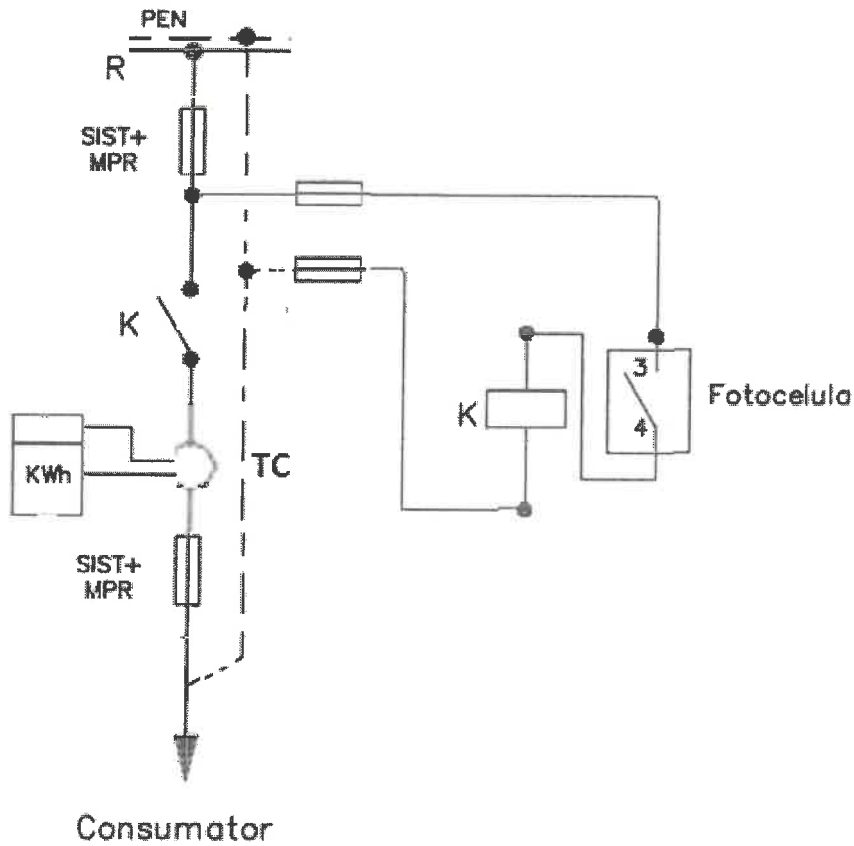 PEN
R
SIST+
MPR
K
3
4
Fotocelula
K
KWh
TC
SIST+
MPR
Consumator